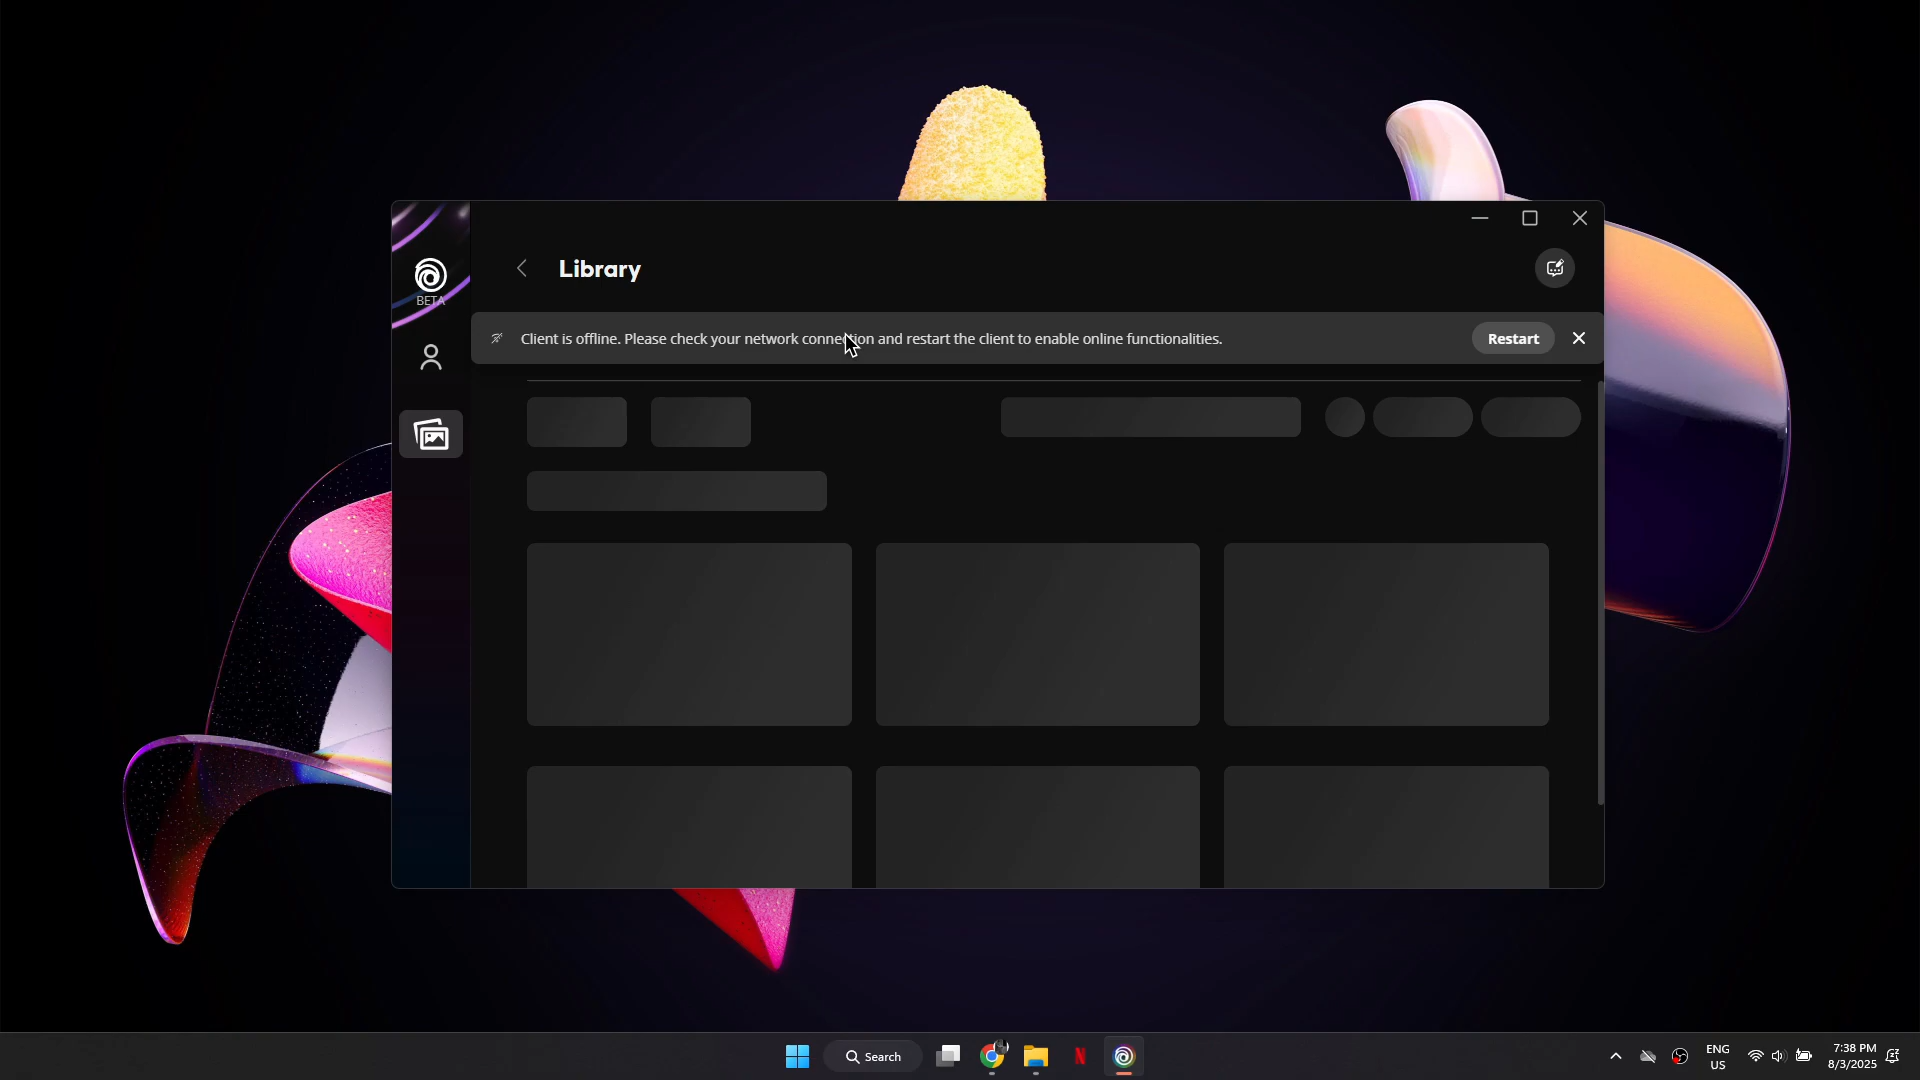 Library
BETA
Client is offline. Please check your network connection and restart the client to enable online functionalities.
Restart
Search
N
ENG
US
7:38 PM
8/3/2025